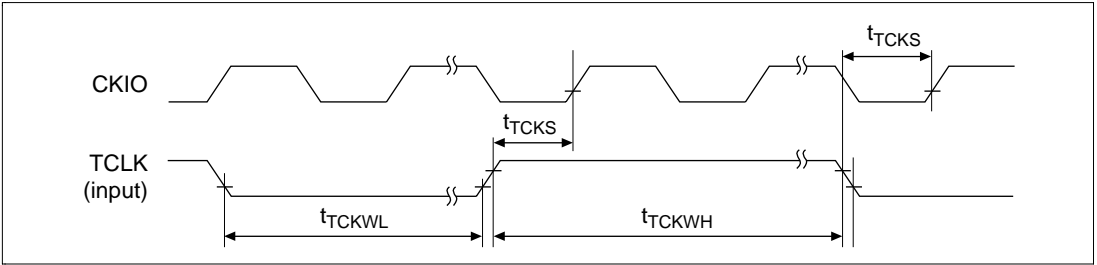 tTCKS
CKIO
tTCKS
TCLK
(input)
tTCKWL
tTCKWH